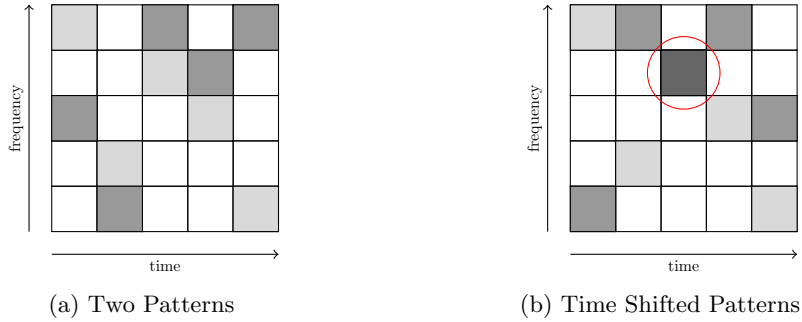 frequency
time
(a) Two Patterns
frequency
time
(b) Time Shifted Patterns